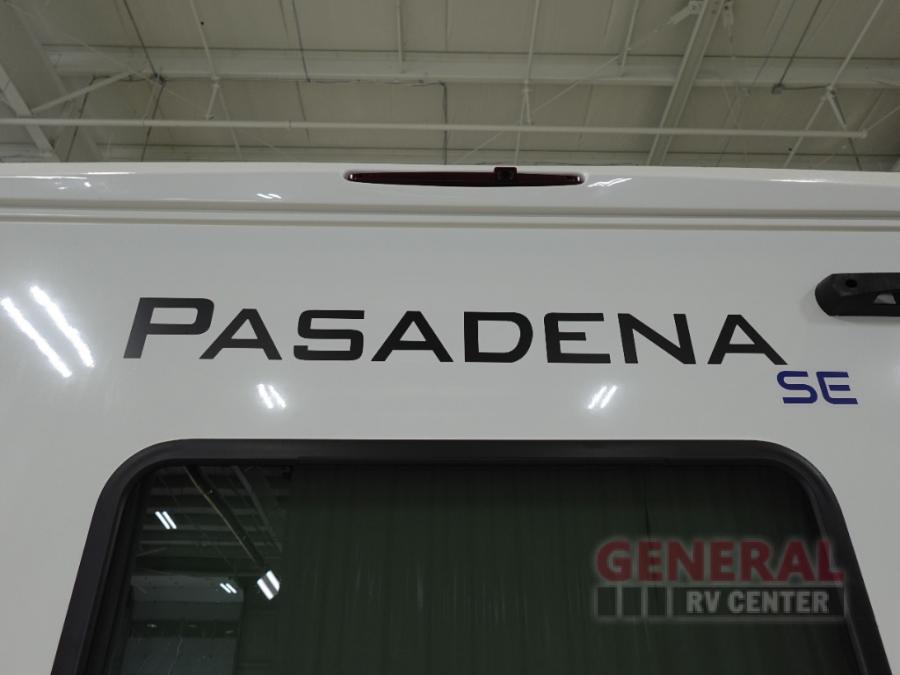 PASADENA
SE
GENERAL
RV CENTER